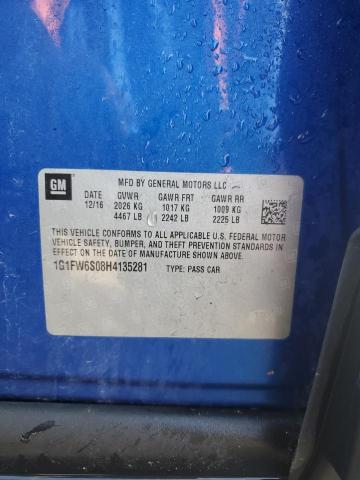 GM
MFD BY GENERAL MOTORS LLC
DATE GVWR GAWR FRT GAWR RR
12/16 2026 KG 1017 KG 1009 KG
4467 LB 2242 LB 2225 LB
THIS VEHICLE CONFORMS TO ALL APPLICABLE U.S. FEDERAL MOTOR
VEHICLE SAFETY, BUMPER, AND THEFT PREVENTION STANDARDS IN
EFFECT ON THE DATE OF MANUFACTURE SHOWN ABOVE.
1G1FW6S08H4135281 TYPE: PASS CAR